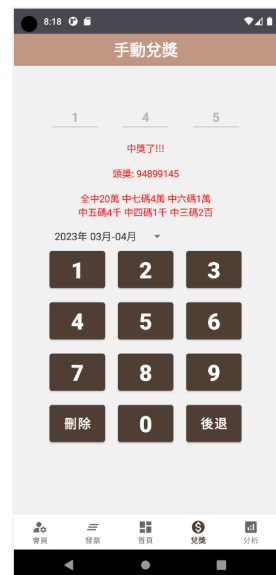 8:18
手動兌獎
1 4 5
中獎了!!!
頭獎: 94899145
全中20萬 中七碼4萬 中六碼1萬
中五碼4千 中四碼1千 中三碼2百
2023年 03月-04月
1 2 3
4 5 6
7 8 9
刪除 0 後退
會員 發票 首頁 兌獎 分析